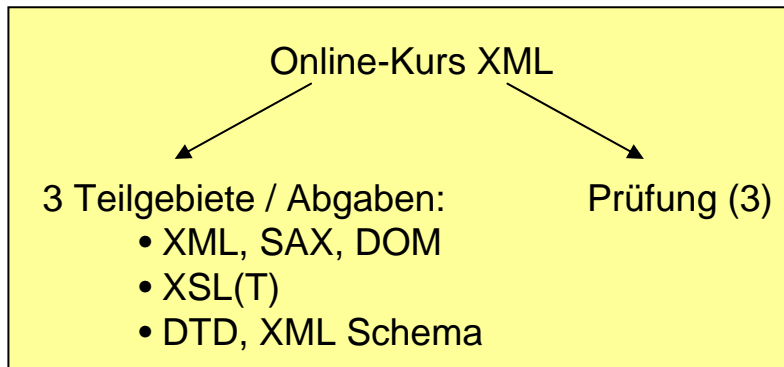 Online-Kurs XML
3 Teilgebiete / Abgaben:
Prüfung (3)
• XML, SAX, DOM
• XSL(T)
• DTD, XML Schema